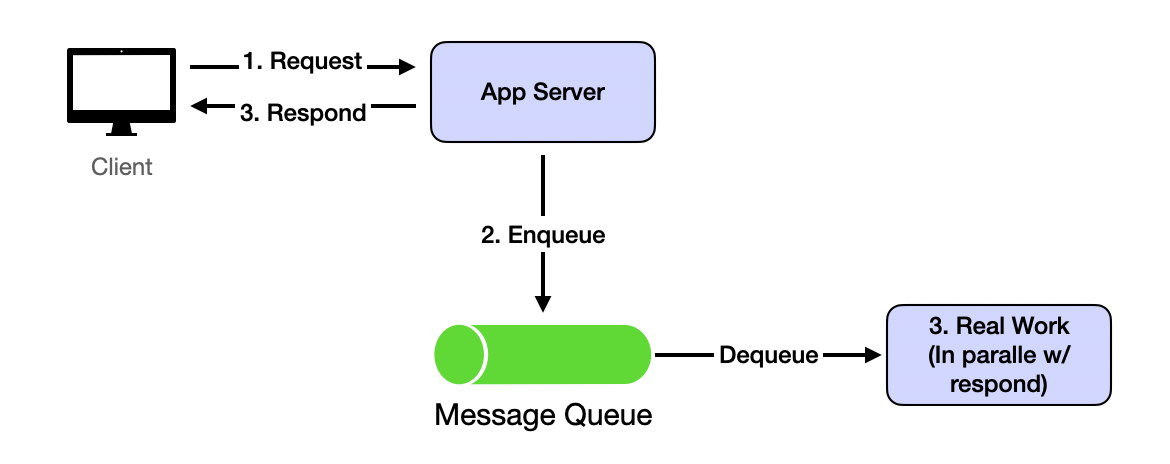 1. Request
3. Respond
Client
App Server
2. Enqueue
Message Queue
Dequeue
3. Real Work
(In paralle w/
respond)